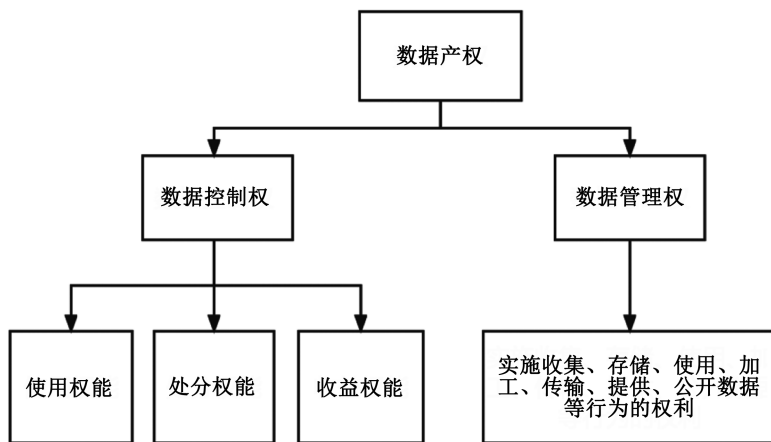 数据产权
数据控制权
数据管理权
使用权能
处分权能
收益权能
实施收集、存储、使用、加
工、传输、提供、公开数据
等行为的权利